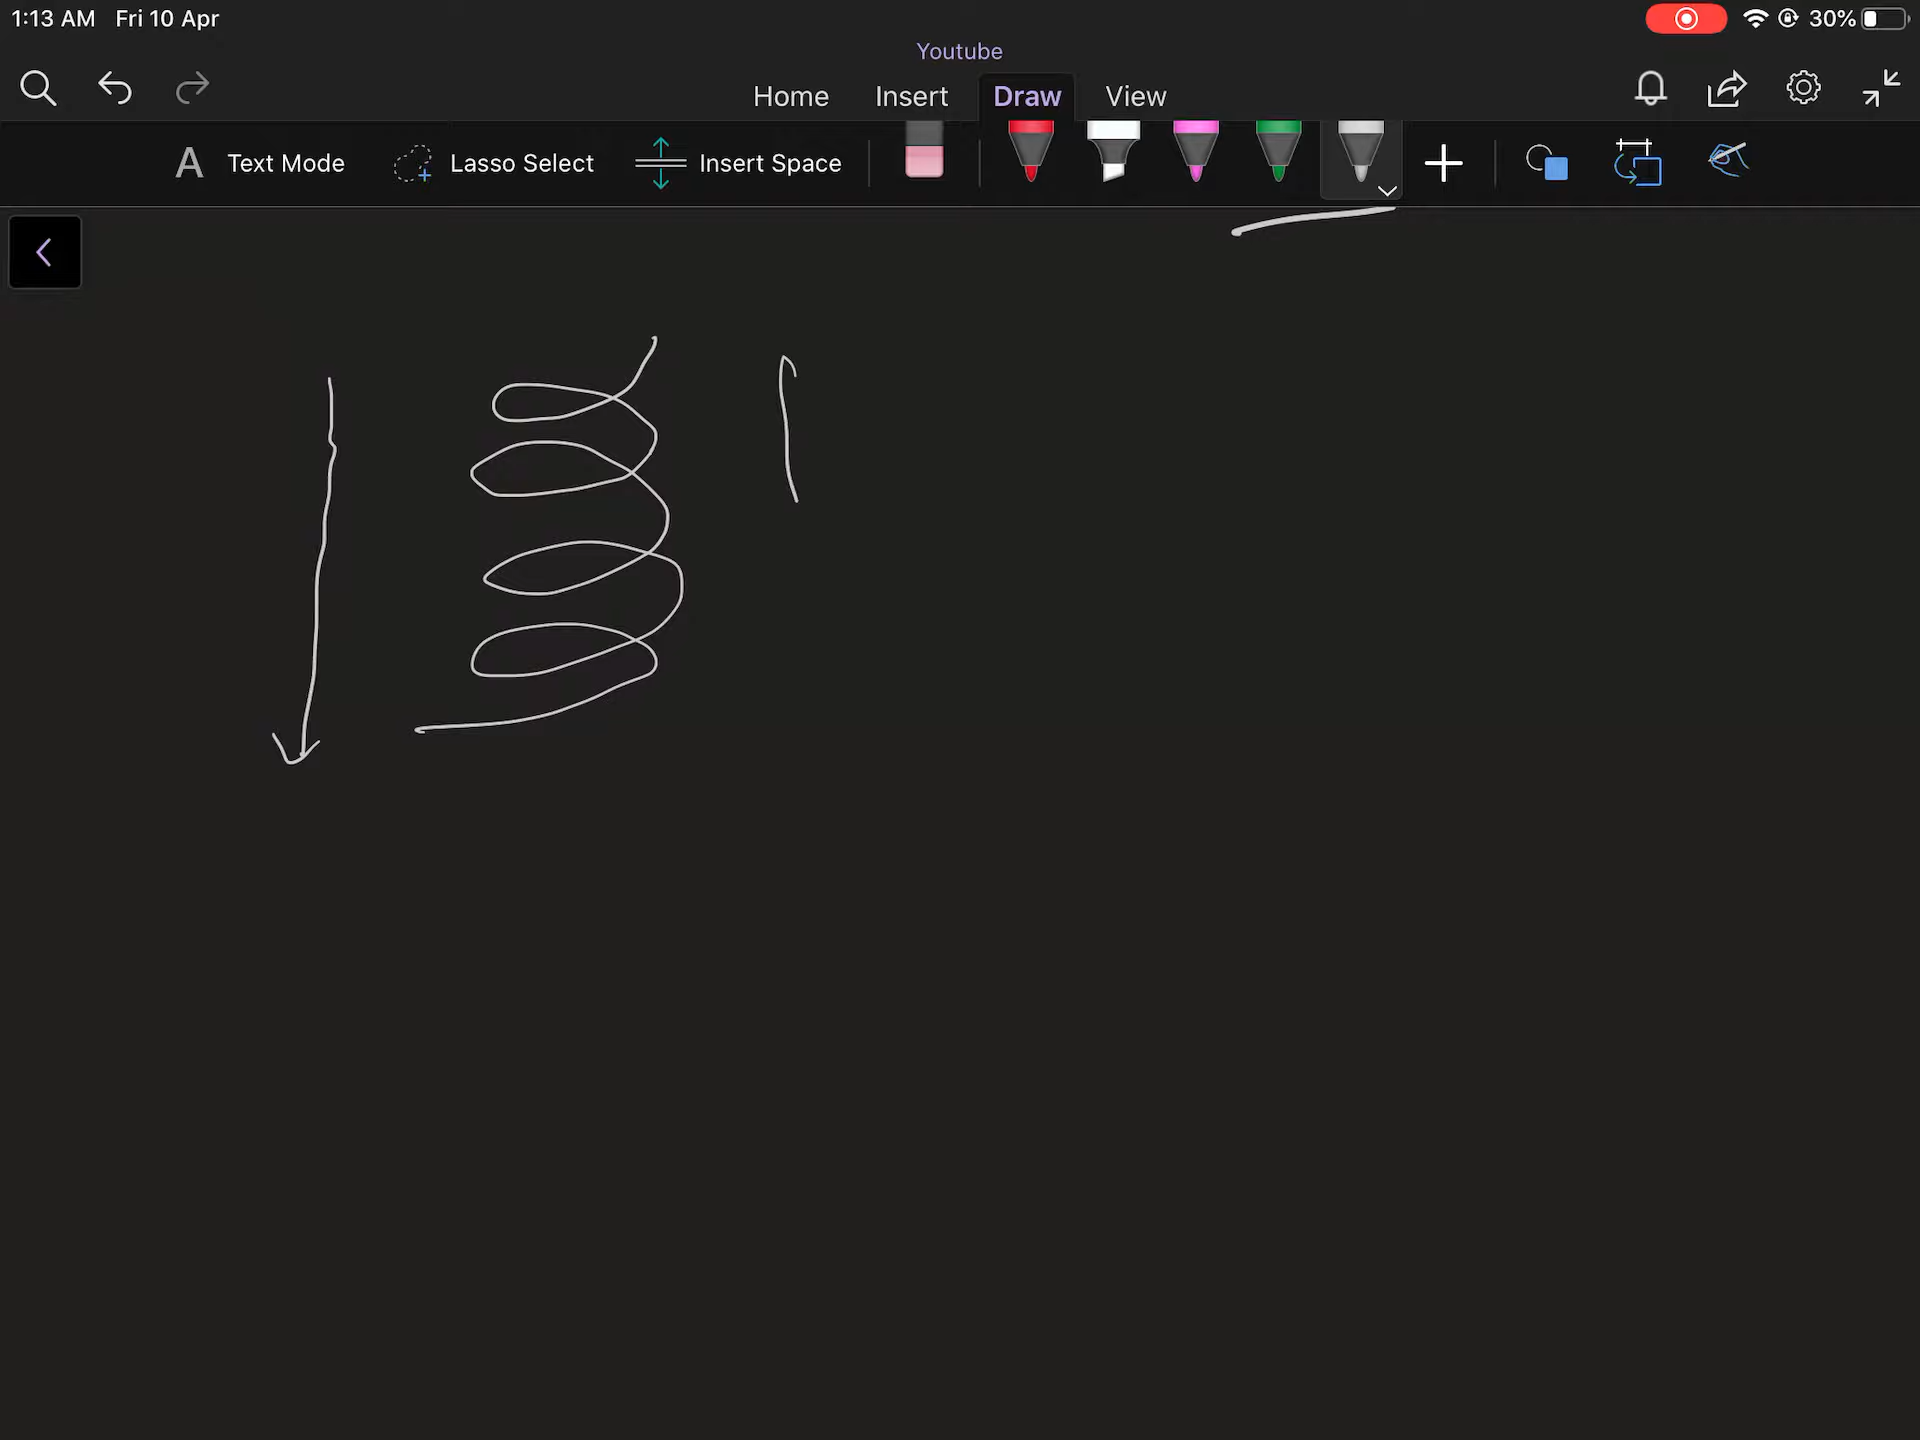 1:13 AM Fri 10 Apr 30%
Youtube
Home Insert Draw View
A Text Mode Lasso Select Insert Space